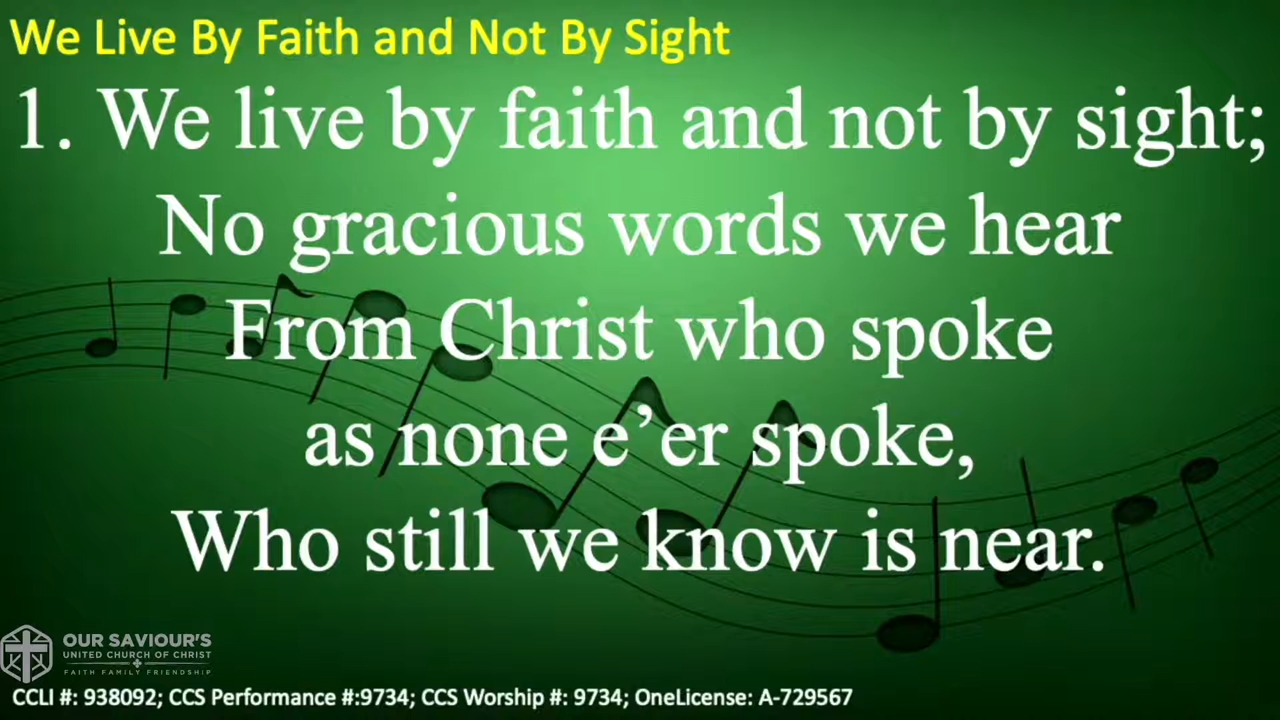 We Live By Faith and Not By Sight
1. We live by faith and not by sight;
No gracious words we hear
From Christ who spoke
as none e’er spoke,
Who still we know is near.
OUR SAVIOUR'S
UNITED CHURCH OF CHRIST
FAITH FAMILY FRIENDSHIP
CCLI #: 938092; CCS Performance #:9734; CCS Worship #: 9734; OneLicense: A-729567